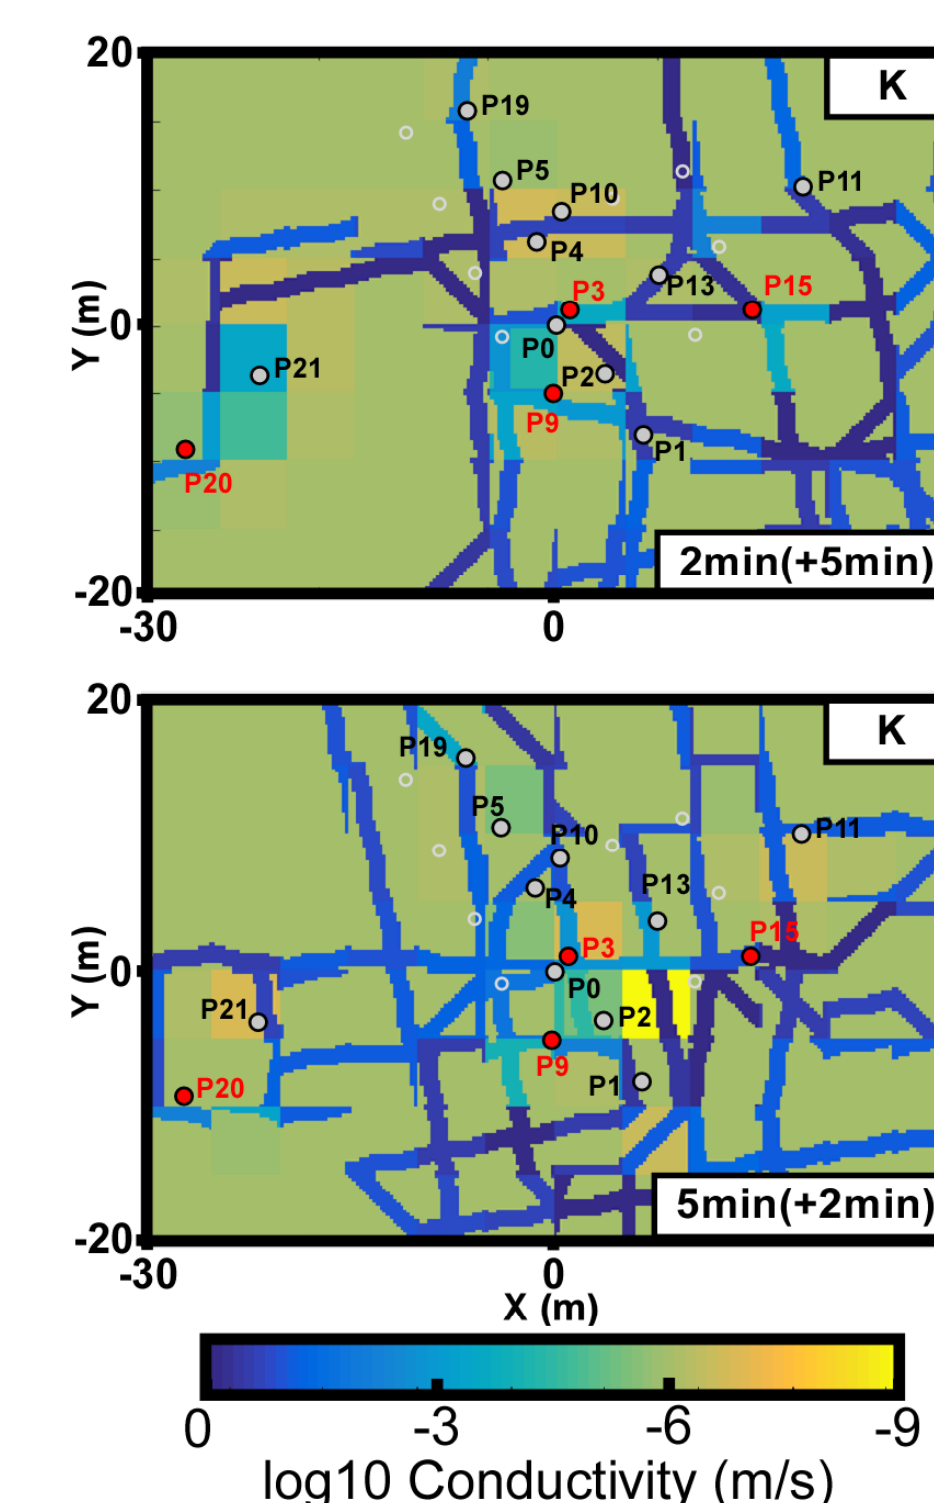 20
K
P19
P5
P11
P10
P4
P13
P3
P15
Y (m)
0
P0
P21
P2
P9
P1
P20
2min(+5min)
-20
-30
0
20
K
P19
P5
P11
P10
P13
P4
P15
P3
Y (m)
0
P0
P21
P2
P9
P1
P20
5min(+2min)
-20
-30
0
X (m)
0
-3
-6
-9
log10 Conductivity (m/s)